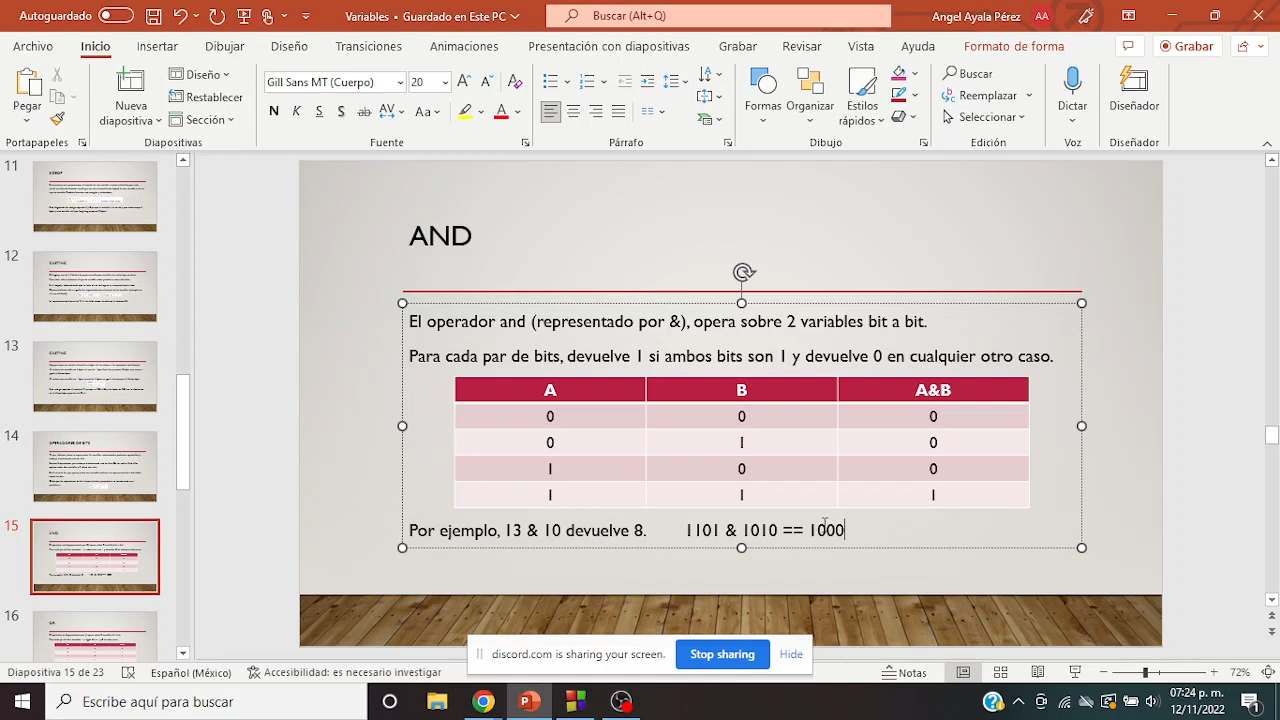 Autoguardado
Variables • Guardado en Este PC
Buscar (Alt+Q)
Angel Ayala Pérez
AA
Archivo Inicio Insertar Dibujar Diseño Transiciones Animaciones Presentación con diapositivas Grabar Revisar Vista Ayuda Formato de forma Grabar
Pegar
Nueva diapositiva
Diseño
Restablecer
Sección
Gill Sans MT (Cuerpo) 20
Formas
Organizar
Estilos rápidos
Buscar
Reemplazar
Seleccionar
Dictar
Diseñador
Portapapeles Diapositivas Fuente Párrafo Dibujo Edición Voz Diseñador
11
12
13
14
15
16
AND
El operador and (representado por &), opera sobre 2 variables bit a bit.
Para cada par de bits, devuelve 1 si ambos bits son 1 y devuelve 0 en cualquier otro caso.
A B A&B
0 0 0
0 1 0
1 0 0
1 1 1
Por ejemplo, 13 & 10 devuelve 8. 1101 & 1010 == 1000
discord.com is sharing your screen. Stop sharing Hide
Diapositiva 15 de 23 Español (México) Accesibilidad: es necesario investigar Notas 72%
Escribe aquí para buscar
07:24 p. m.
12/11/2022